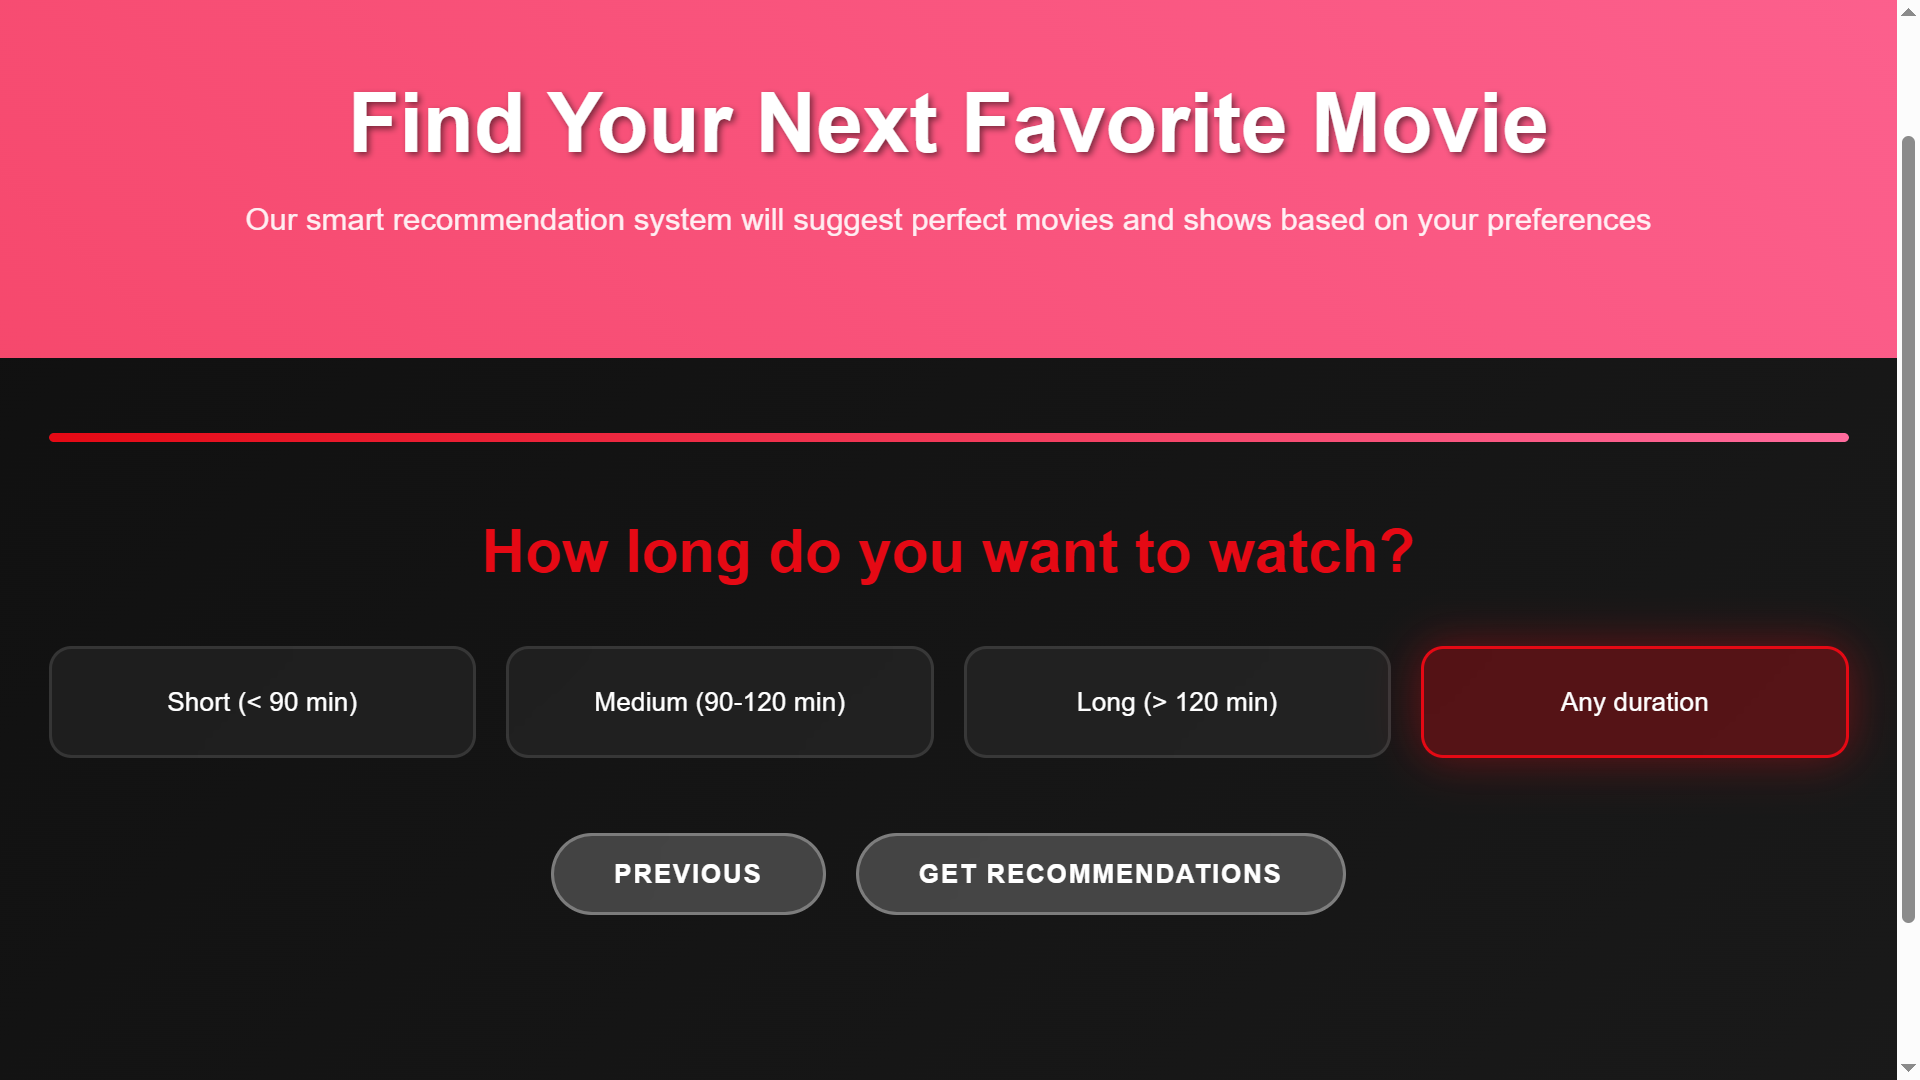 Find Your Next Favorite Movie
Our smart recommendation system will suggest perfect movies and shows based on your preferences
How long do you want to watch?
Short (< 90 min)
Medium (90-120 min)
Long (> 120 min)
Any duration
PREVIOUS
GET RECOMMENDATIONS